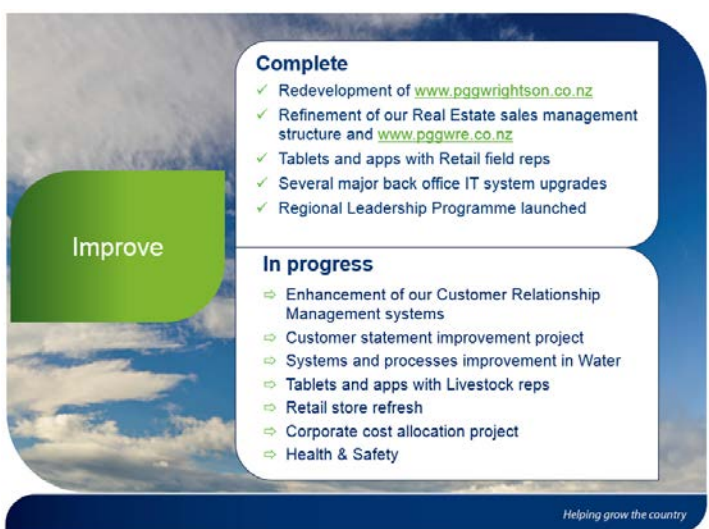 Improve
Complete
✓ Redevelopment of www.pggwrightson.co.nz
✓ Refinement of our Real Estate sales management
structure and www.pggwre.co.nz
✓ Tablets and apps with Retail field reps
✓ Several major back office IT system upgrades
✓ Regional Leadership Programme launched
In progress
⇨ Enhancement of our Customer Relationship
Management systems
⇨ Customer statement improvement project
⇨ Systems and processes improvement in Water
⇨ Tablets and apps with Livestock reps
⇨ Retail store refresh
⇨ Corporate cost allocation project
⇨ Health & Safety
Helping grow the country